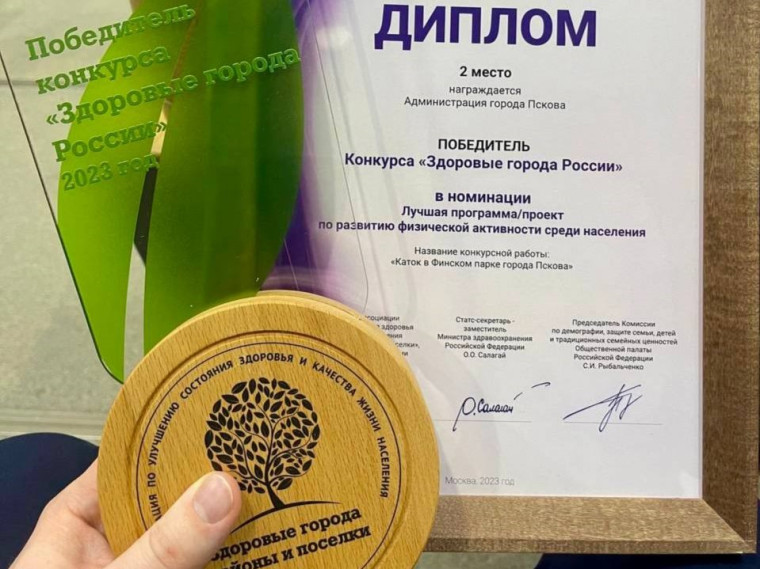 Победитель
конкурса
«Здоровые города
России»
2023 год
ДИПЛОМ
2 место
награждается
Администрация города Пскова
ПОБЕДИТЕЛЬ
Конкурса «Здоровые города России»
в номинации
Лучшая программа/проект
по развитию физической активности среди населения
Название конкурсной работы:
«Каток в Финском парке города Пскова»
здоровья
Статс-секретарь -
заместитель
Министра здравоохранения
Российской Федерации
О.О. Салагай
Председатель Комиссии
по демографии, защите семьи, детей
и традиционных семейных ценностей
Общественной палаты
Российской Федерации
С.И. Рыбальченко
О.Салагай
Москва, 2023 год
ПО УЛУЧШЕНИЮ СОСТОЯНИЯ ЗДОРОВЬЯ И КАЧЕСТВА ЖИЗНИ НАСЕЛЕНИЯ
Здоровые города
районы и поселки